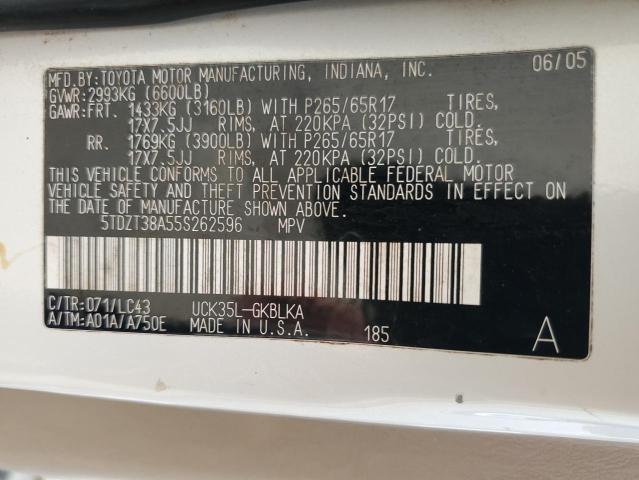 MFD.BY:TOYOTA MOTOR MANUFACTURING, INDIANA, INC. 06/05
GVWR:2993KG (6600LB)
GAWR:FRT. 1433KG (3160LB) WITH P265/65R17 TIRES,
17X7.5JJ RIMS, AT 220KPA (32PSI) COLD.
RR. 1769KG (3900LB) WITH P265/65R17 TIRES,
17X7.5JJ RIMS, AT 220KPA (32PSI) COLD.
THIS VEHICLE CONFORMS TO ALL APPLICABLE FEDERAL MOTOR
VEHICLE SAFETY AND THEFT PREVENTION STANDARDS IN EFFECT ON
THE DATE OF MANUFACTURE SHOWN ABOVE.
5TDZT38A55S262596 MPV
C/TR:071/LC43 UCK35L-GKBLKA
A/TM:A01A/A750E MADE IN U.S.A. 185 A